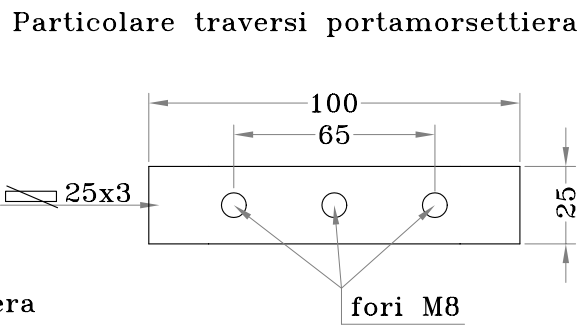 Particolare traversi portamorsettiera
100
65
25x3
25
era
fori M8